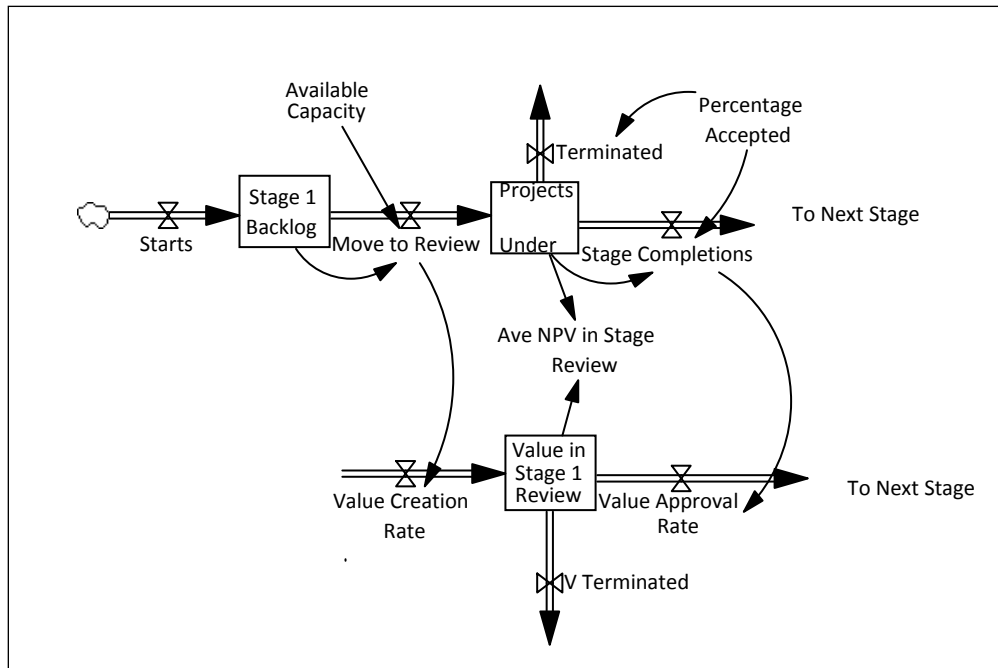 Available
Capacity
Percentage
Accepted
Terminated
Stage 1
Backlog
Projects
Under
To Next Stage
Starts
Move to Review
Stage Completions
Ave NPV in Stage
Review
Value in
Stage 1
Review
Value Creation
Rate
Value Approval
Rate
To Next Stage
V Terminated